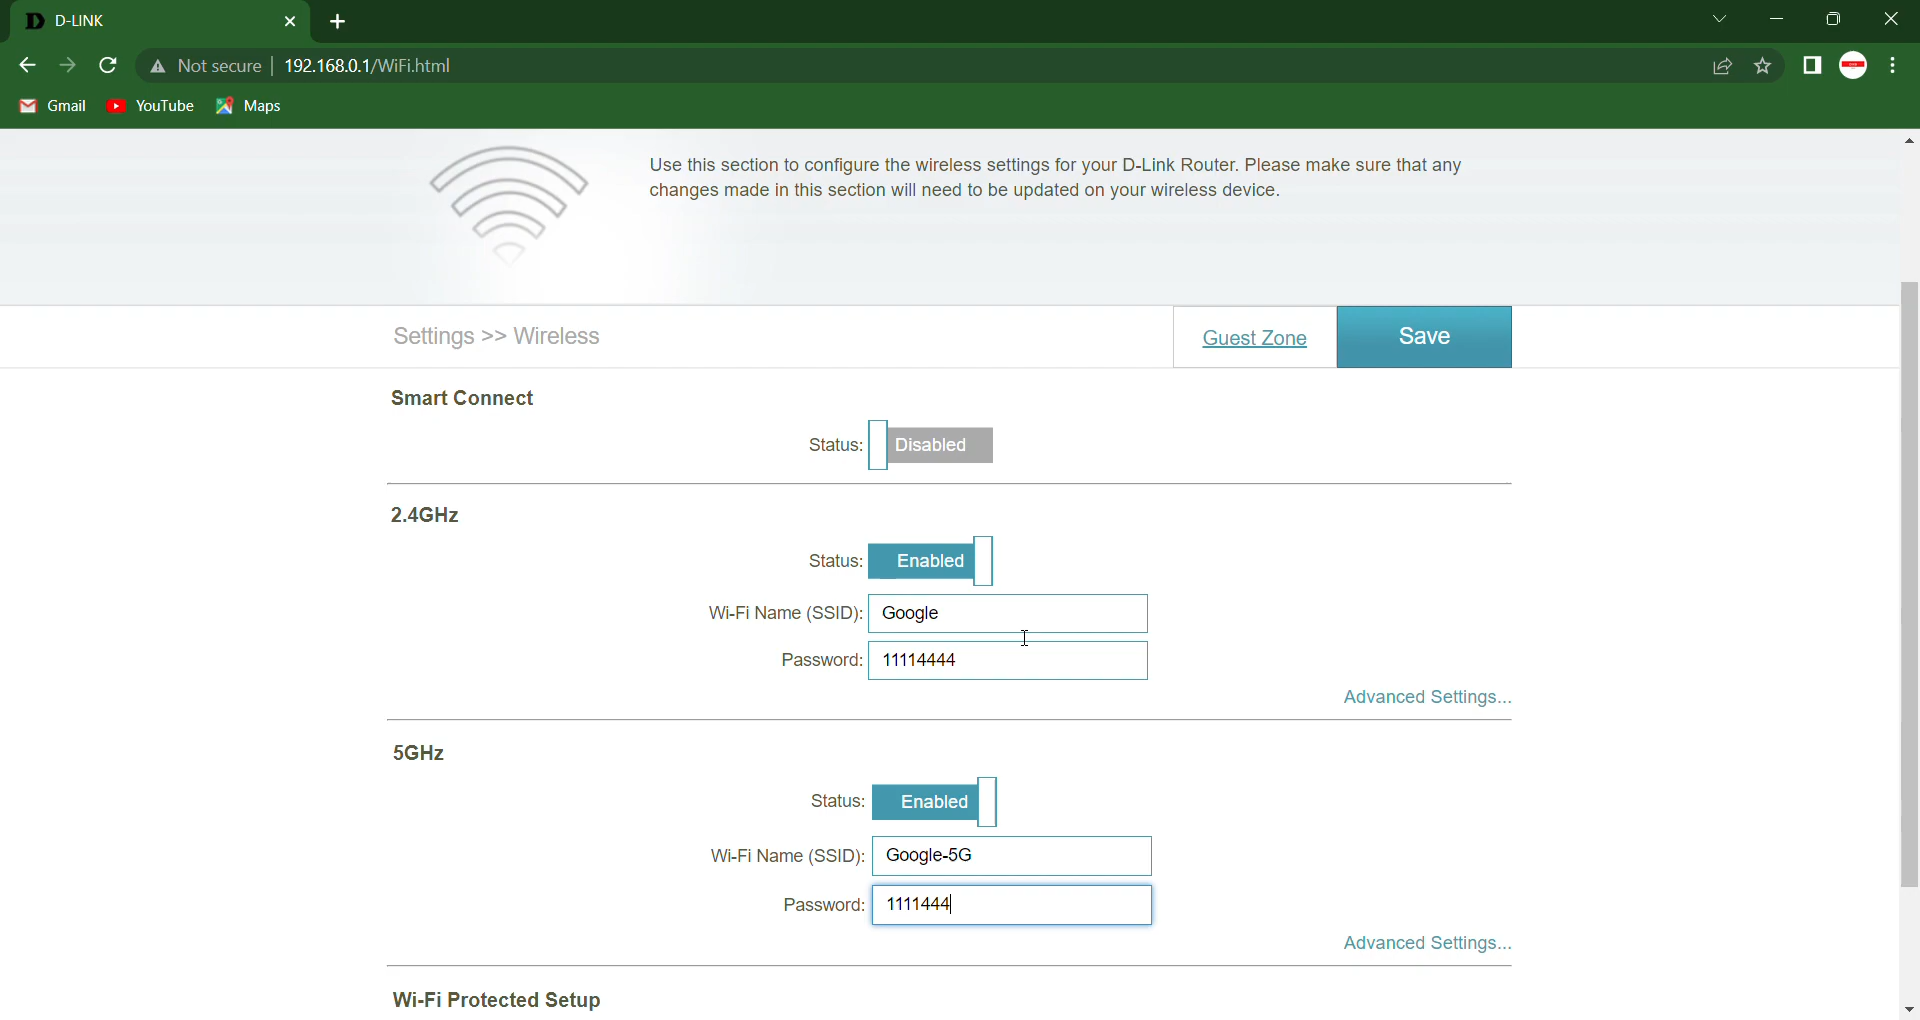 D-LINK
Not secure | 192.168.0.1/WiFi.html
Gmail YouTube Maps
Use this section to configure the wireless settings for your D-Link Router. Please make sure that any
changes made in this section will need to be updated on your wireless device.
Settings >> Wireless Guest Zone Save
Smart Connect
Status: Disabled
2.4GHz
Status: Enabled
Wi-Fi Name (SSID): Google
Password: 11114444
Advanced Settings...
5GHz
Status: Enabled
Wi-Fi Name (SSID): Google-5G
Password: 1111444
Advanced Settings...
Wi-Fi Protected Setup